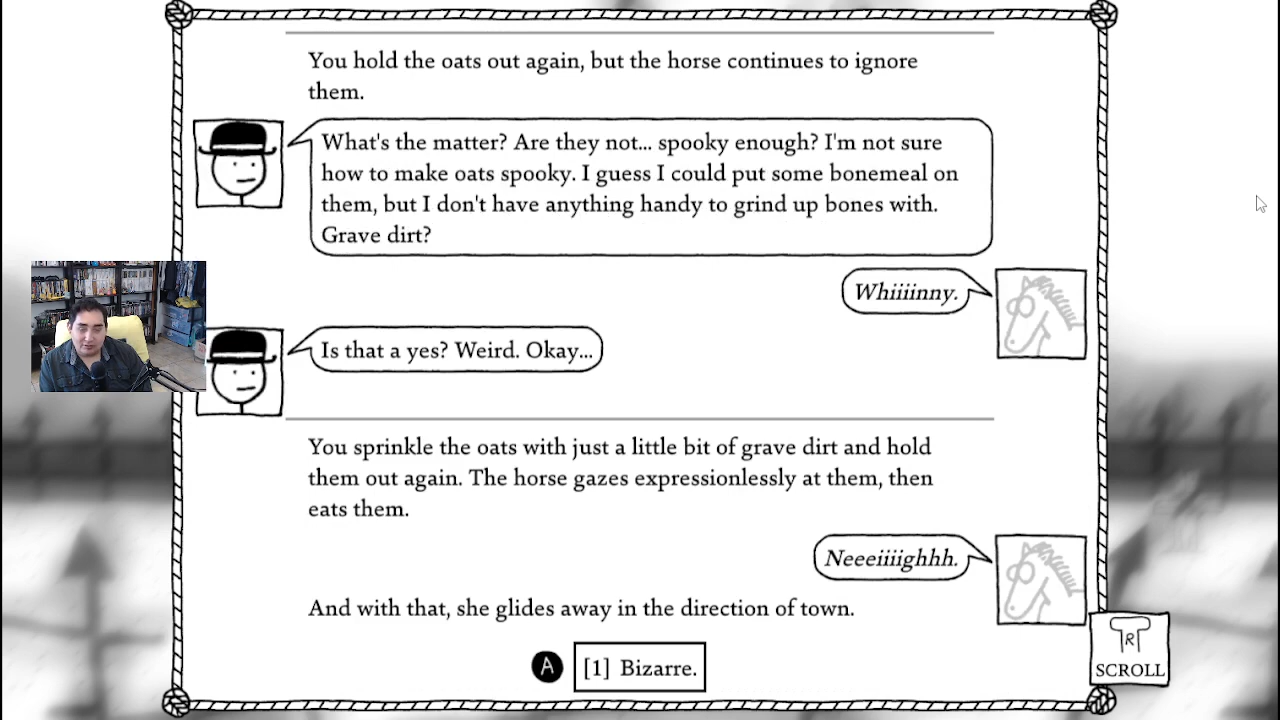 You hold the oats out again, but the horse continues to ignore
them.
What's the matter? Are they not... spooky enough? I'm not sure
how to make oats spooky. I guess I could put some bonemeal on
them, but I don't have anything handy to grind up bones with.
Grave dirt?
Whiiiinny.
Is that a yes? Weird. Okay...
You sprinkle the oats with just a little bit of grave dirt and hold
them out again. The horse gazes expressionlessly at them, then
eats them.
Neeeiiiighhh.
And with that, she glides away in the direction of town.
A [1] Bizarre.
R
SCROLL